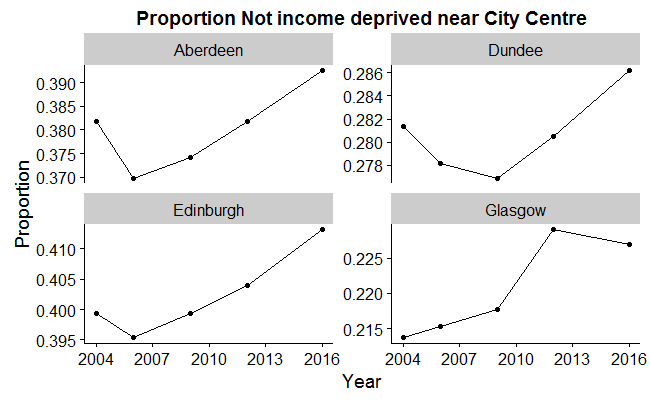 Proportion Not income deprived near City Centre
Aberdeen
Dundee
0.390
0.385
0.380
0.375
0.370
0.286
0.284
0.282
0.280
0.278
Proportion
Edinburgh
Glasgow
0.410
0.405
0.400
0.395
0.225
0.220
0.215
2004 2007 2010 2013 2016
2004 2007 2010 2013 2016
Year